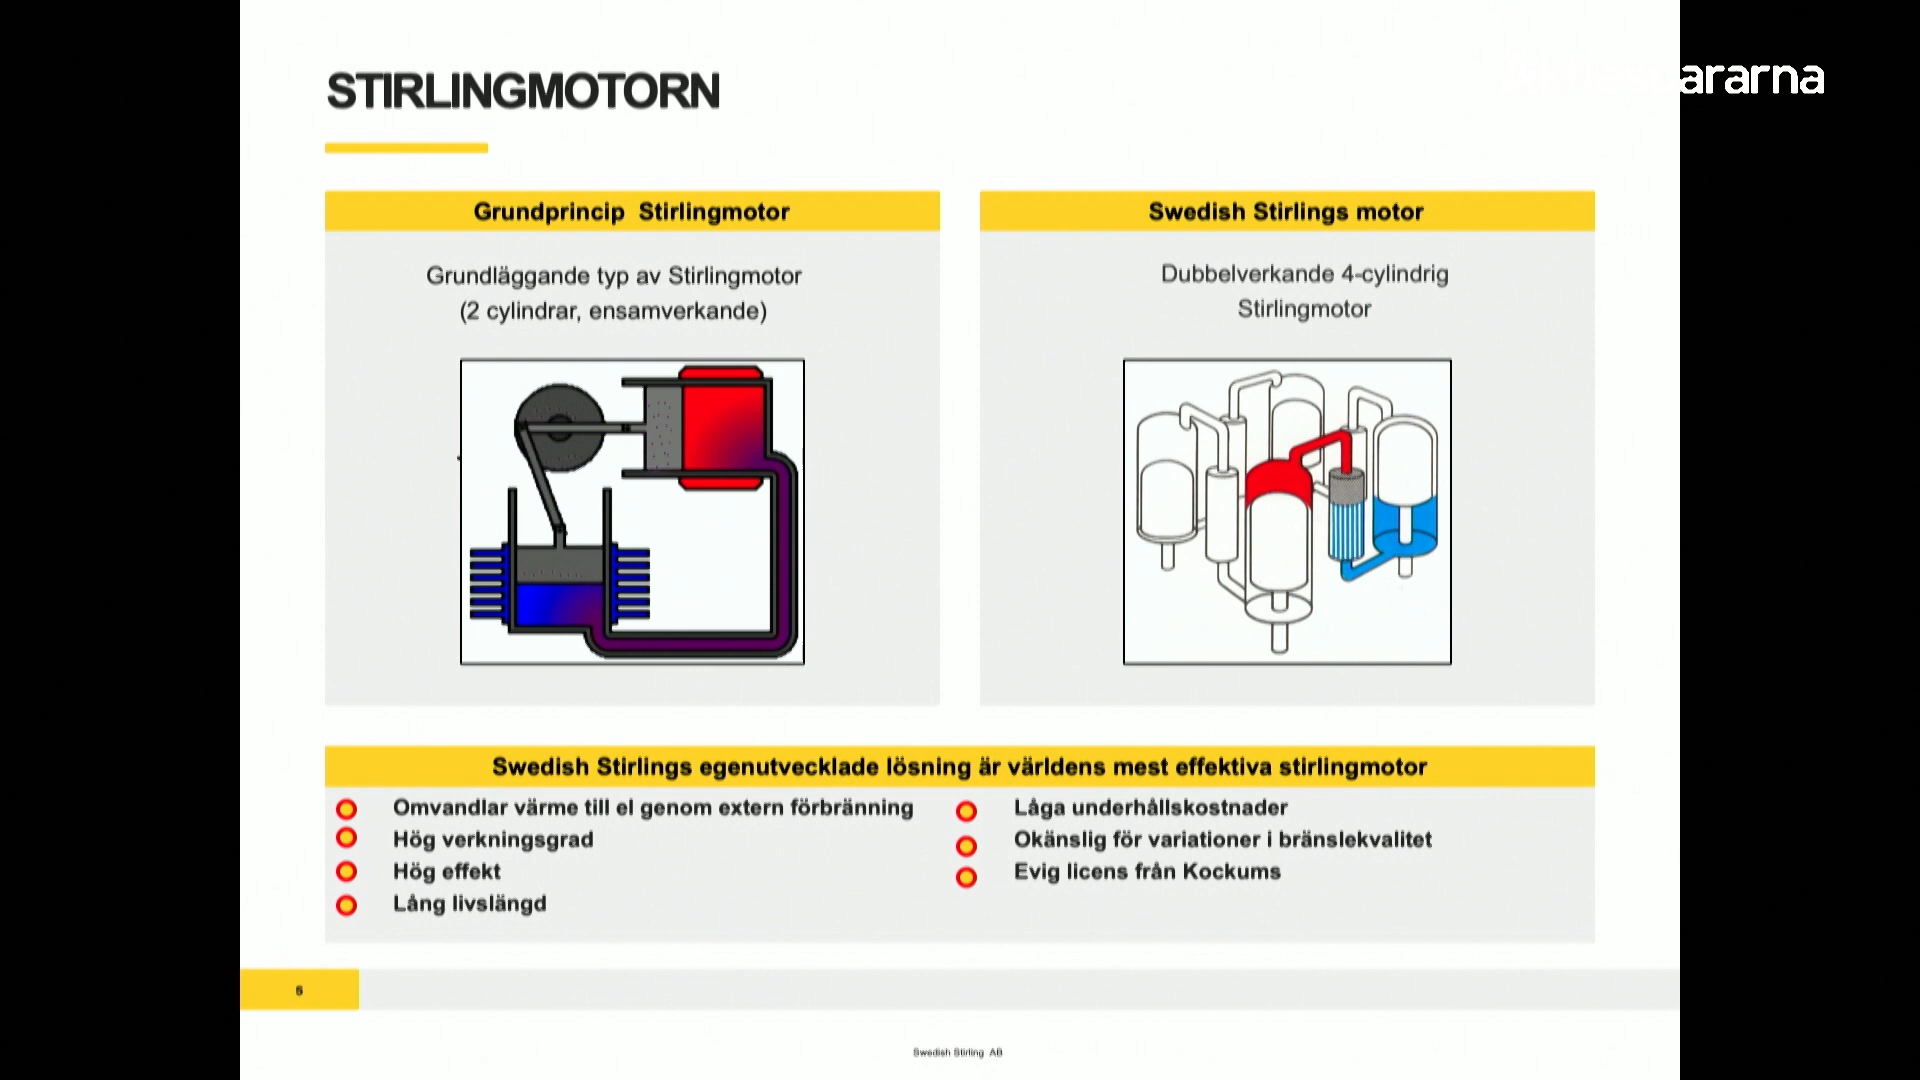 STIRLINGMOTORN
ararna
Grundprincip Stirlingmotor
Grundläggande typ av Stirlingmotor
(2 cylindrar, ensamverkande)
Swedish Stirlings motor
Dubbelverkande 4-cylindrig
Stirlingmotor
Swedish Stirlings egenutvecklade lösning är världens mest effektiva stirlingmotor
Omvandlar värme till el genom extern förbränning
Hög verkningsgrad
Hög effekt
Lång livslängd
Låga underhållskostnader
Okänslig för variationer i bränslekvalitet
Evig licens från Kockums
5
Swedish Stirling AB